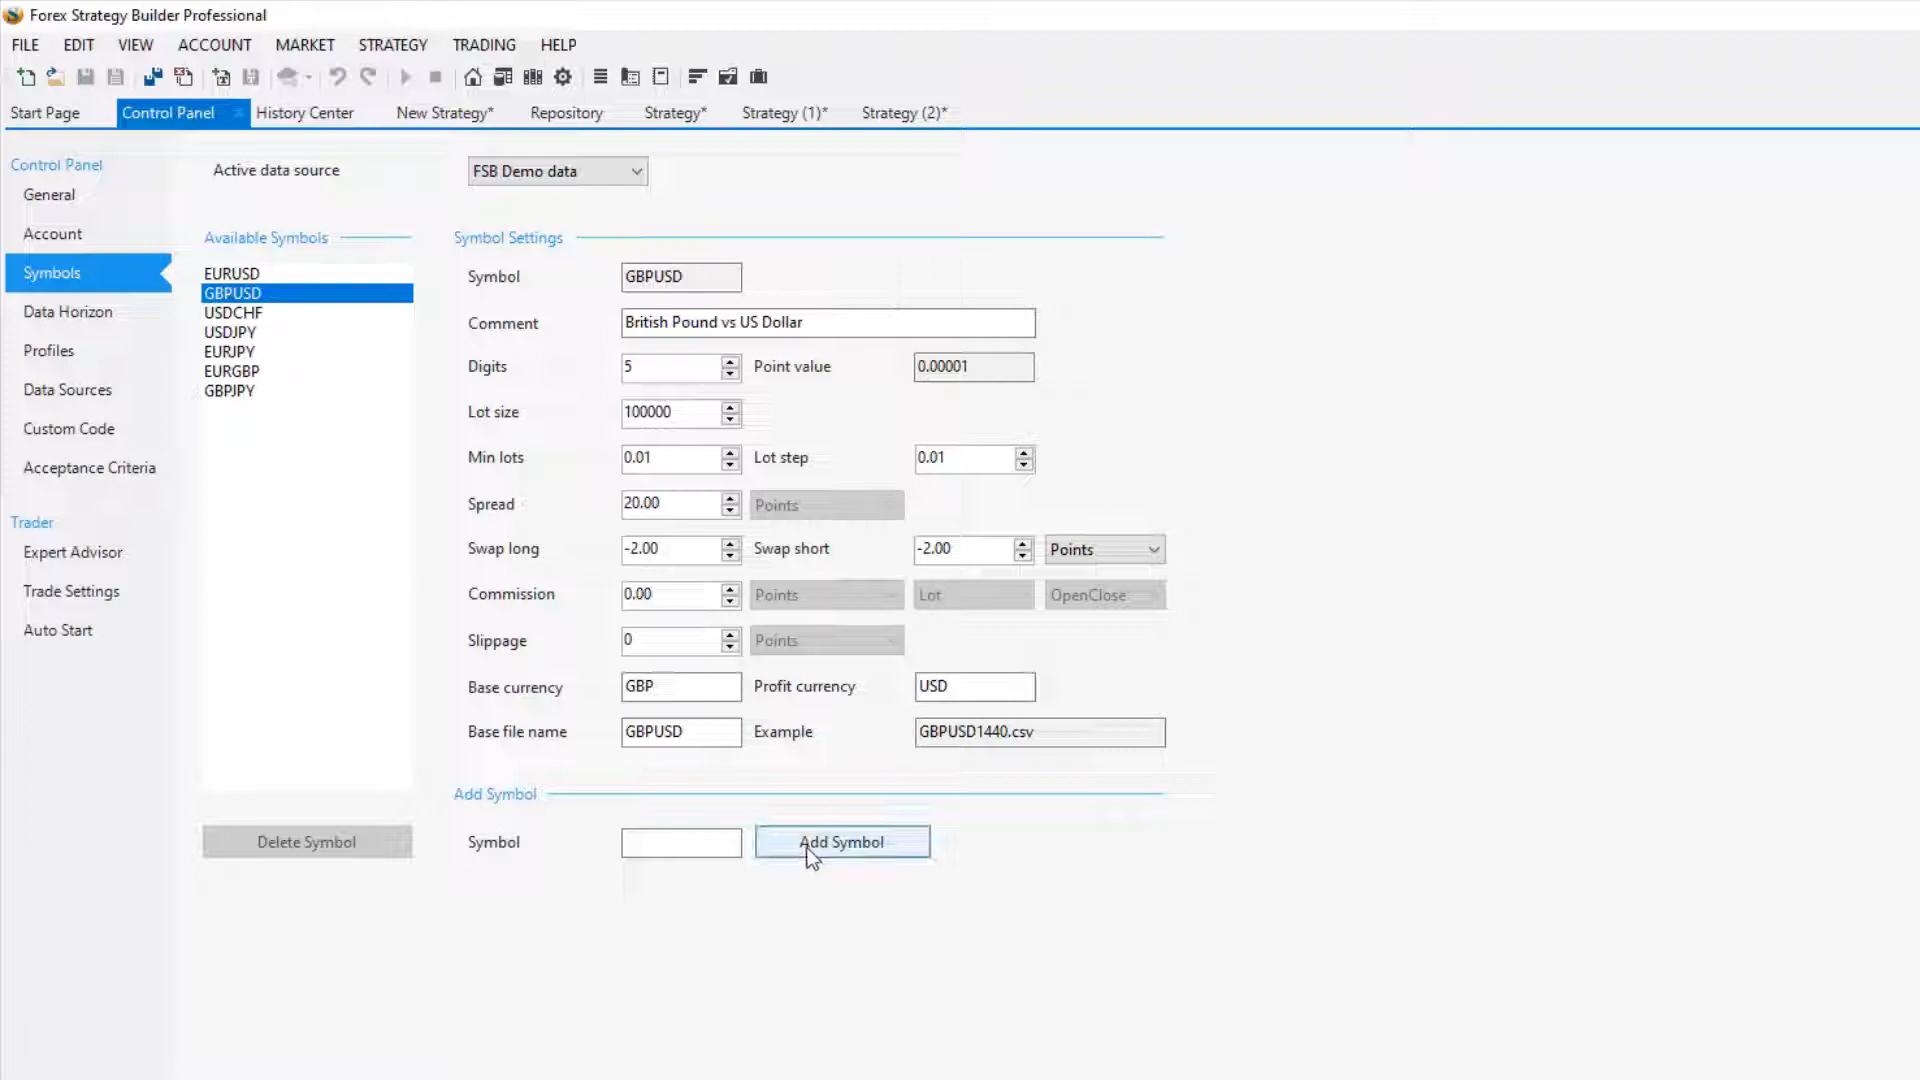 Forex Strategy Builder Professional
FILE EDIT VIEW ACCOUNT MARKET STRATEGY TRADING HELP
Start Page Control Panel History Center New Strategy* Repository Strategy* Strategy (1)* Strategy (2)*
Control Panel
General
Account
Symbols
Data Horizon
Profiles
Data Sources
Custom Code
Acceptance Criteria
Trader
Expert Advisor
Trade Settings
Auto Start
Active data source FSB Demo data
Available Symbols
EURUSD
GBPUSD
USDCHF
USDJPY
EURJPY
EURGBP
GBPJPY
Delete Symbol
Symbol Settings
Symbol GBPUSD
Comment British Pound vs US Dollar
Digits 5 Point value 0.00001
Lot size 100000
Min lots 0.01 Lot step 0.01
Spread 20.00 Points
Swap long -2.00 Swap short -2.00 Points
Commission 0.00 Points Lot OpenClose
Slippage 0 Points
Base currency GBP Profit currency USD
Base file name GBPUSD Example GBPUSD1440.csv
Add Symbol
Symbol Add Symbol